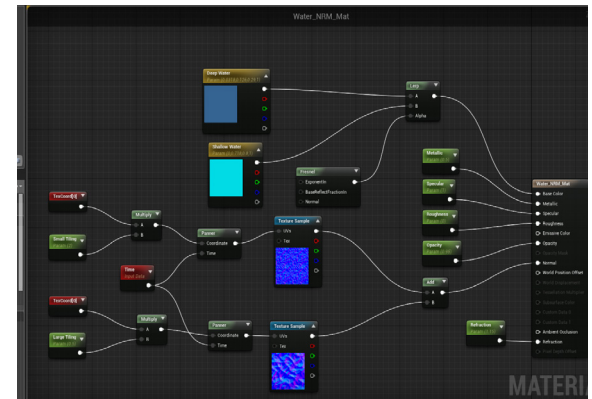 Water_NRM_Mat
Deep Water
Lerp
A
B
Alpha
Shallow Water
Fresnel
ExponentIn
BaseReflectFractionIn
Normal
Metallic
Specular
Roughness
Opacity
Water_NRM_Mat
Base Color
Metallic
Specular
Roughness
Emissive Color
Opacity
Normal
World Position Offset
Ambient Occlusion
Refraction
TexCoord[0]
Multiply
A
B
Small Tiling
Panner
Coordinate
Time
Texture Sample
UVs
Tex
Time
Input Data
Add
A
B
TexCoord[0]
Multiply
A
B
Large Tiling
Panner
Coordinate
Time
Texture Sample
UVs
Tex
Refraction
MATERIA